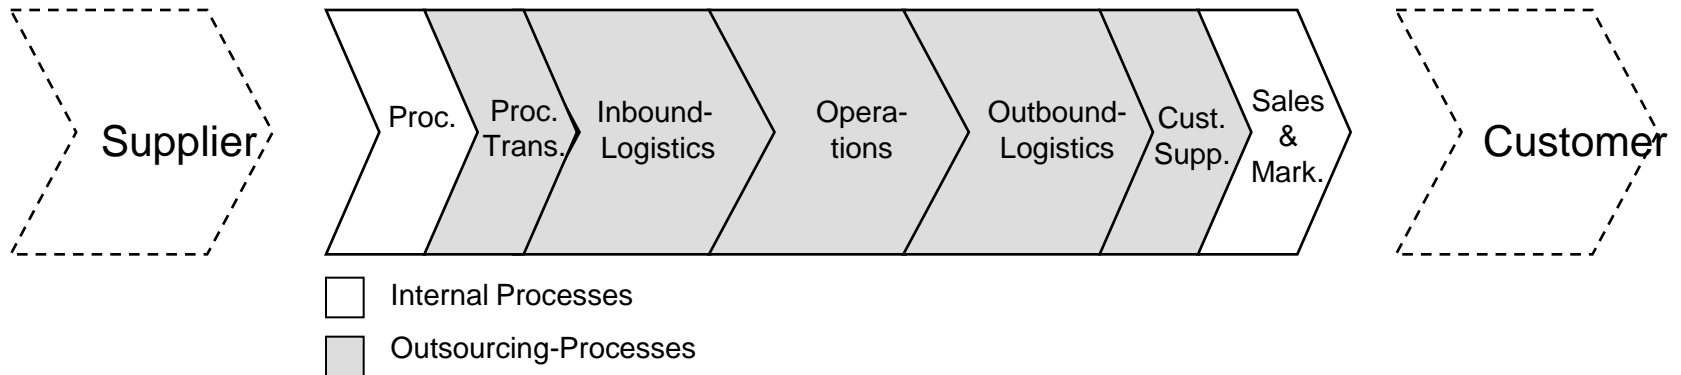 Supplier
Proc.
Proc.
Trans.
Inbound-
Logistics
Opera-
tions
Outbound-
Logistics
Cust.
Supp.
Sales
&
Mark.
Customer
Internal Processes
Outsourcing-Processes